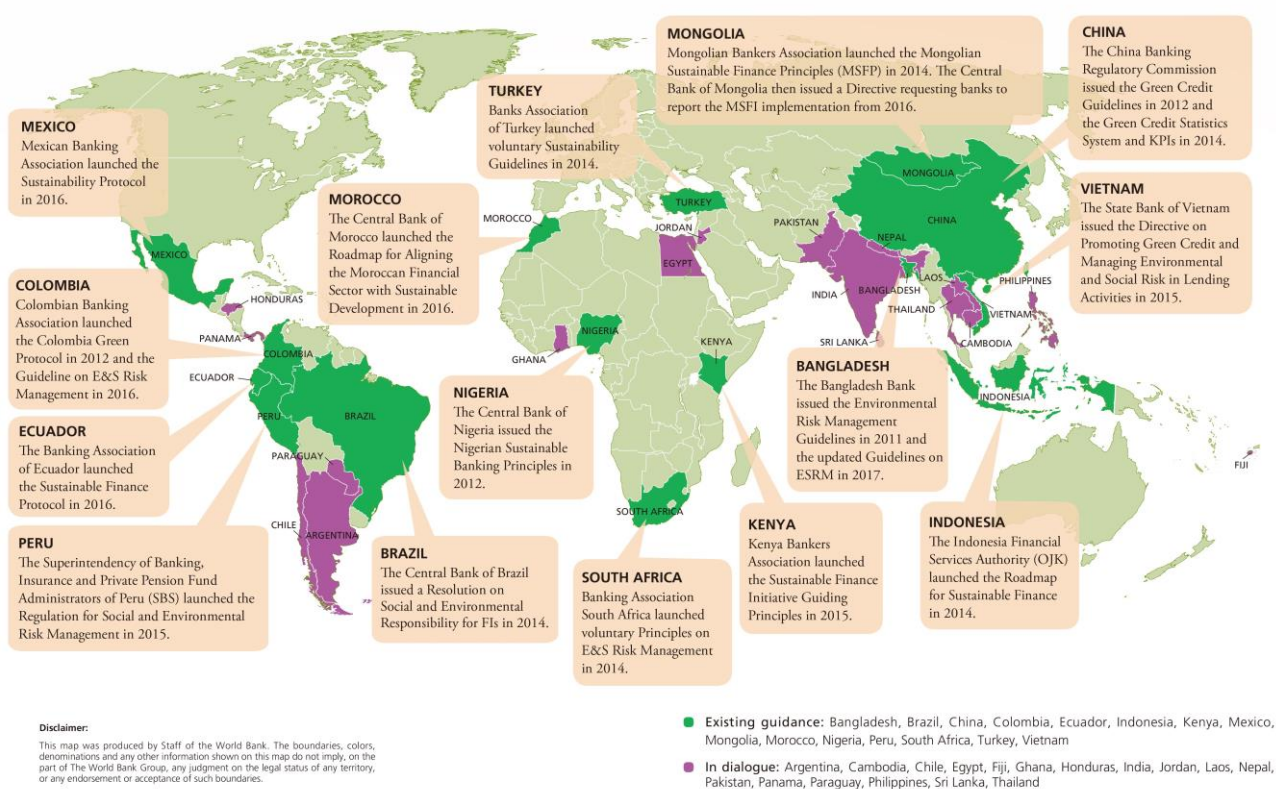 MONGOLIA
Mongolian Bankers Association launched the Mongolian
Sustainable Finance Principles (MSFP) in 2014. The Central
Bank of Mongolia then issued a Directive requesting banks to
report the MSFI implementation from 2016.
CHINA
The China Banking
Regulatory Commission
issued the Green Credit
Guidelines in 2012 and
the Green Credit Statistics
System and KPIs in 2014.
TURKEY
Banks Association
of Turkey launched
voluntary Sustainability
Guidelines in 2014.
MEXICO
Mexican Banking
Association launched the
Sustainability Protocol
in 2016.
MOROCCO
The Central Bank of
Morocco launched the
Roadmap for Aligning
the Moroccan Financial
Sector with Sustainable
Development in 2016.
VIETNAM
The State Bank of Vietnam
issued the Directive on
Promoting Green Credit and
Managing Environmental
and Social Risk in Lending
Activities in 2015.
COLOMBIA
Colombian Banking
Association launched
the Colombia Green
Protocol in 2012 and the
Guideline on E&S Risk
Management in 2016.
MONGOLIA
CHINA
TURKEY
MOROCCO
JORDAN
EGYPT
PAKISTAN
NEPAL
INDIA
BANGLADESH
LAOS
THAILAND
PHILIPPINES
VIETNAM
CAMBODIA
SRI LANKA
MEXICO
HONDURAS
PANAMA
COLOMBIA
ECUADOR
PERU
BRAZIL
PARAGUAY
CHILE
ARGENTINA
GHANA
NIGERIA
KENYA
SOUTH AFRICA
INDONESIA
FIJI
ECUADOR
The Banking Association
of Ecuador launched
the Sustainable Finance
Protocol in 2016.
NIGERIA
The Central Bank of
Nigeria issued the
Nigerian Sustainable
Banking Principles in
2012.
BANGLADESH
The Bangladesh Bank
issued the Environmental
Risk Management
Guidelines in 2011 and
the updated Guidelines on
ESRM in 2017.
PERU
The Superintendency of Banking,
Insurance and Private Pension Fund
Administrators of Peru (SBS) launched the
Regulation for Social and Environmental
Risk Management in 2015.
BRAZIL
The Central Bank of Brazil
issued a Resolution on
Social and Environmental
Responsibility for FIs in 2014.
SOUTH AFRICA
Banking Association
South Africa launched
voluntary Principles on
E&S Risk Management
in 2014.
KENYA
Kenya Bankers
Association launched
the Sustainable Finance
Initiative Guiding
Principles in 2015.
INDONESIA
The Indonesia Financial
Services Authority (OJK)
launched the Roadmap
for Sustainable Finance
in 2014.
Disclaimer:
This map was produced by Staff of the World Bank. The boundaries, colors,
denominations and any other information shown on this map do not imply, on the
part of The World Bank Group, any judgment on the legal status of any territory,
or any endorsement or acceptance of such boundaries.
Existing guidance: Bangladesh, Brazil, China, Colombia, Ecuador, Indonesia, Kenya, Mexico,
Mongolia, Morocco, Nigeria, Peru, South Africa, Turkey, Vietnam
In dialogue: Argentina, Cambodia, Chile, Egypt, Fiji, Ghana, Honduras, India, Jordan, Laos, Nepal,
Pakistan, Panama, Paraguay, Philippines, Sri Lanka, Thailand